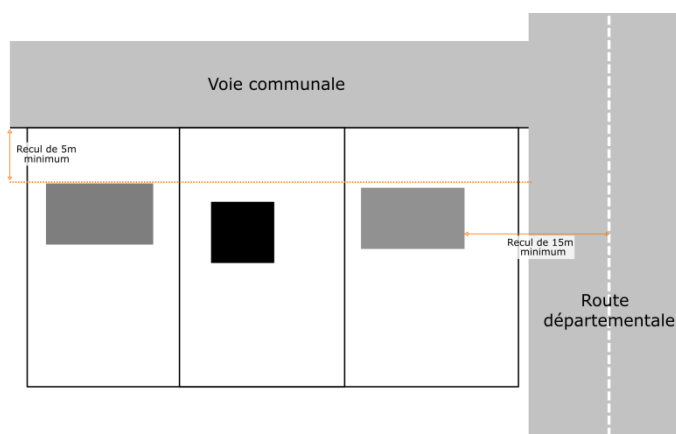 Voie communale
Recul de 5m
minimum
Recul de 15m
minimum
Route
départementale